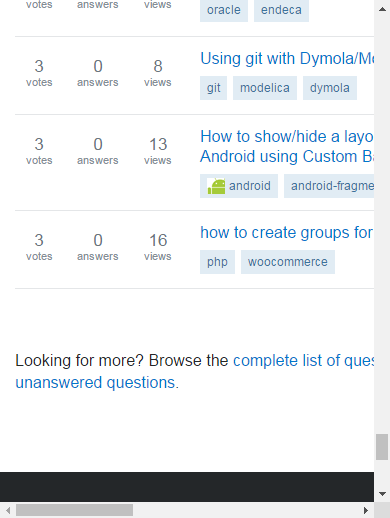 votes answers views
oracle endeca
3 0 8
votes answers views
Using git with Dymola/Mo
git modelica dymola
3 0 13
votes answers views
How to show/hide a layo
Android using Custom Ba
android android-fragme
3 0 16
votes answers views
how to create groups for
php woocommerce
Looking for more? Browse the complete list of ques
unanswered questions.